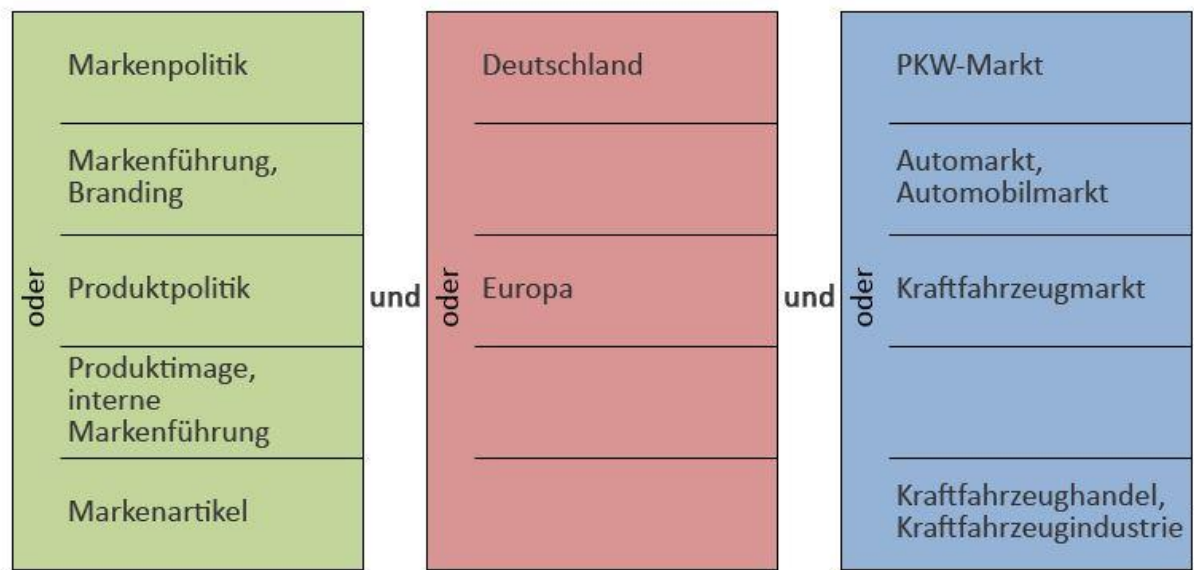 oder
Markenpolitik
Markenführung,
Branding
Produktpolitik
Produktimage,
interne
Markenführung
Markenartikel
und
oder
Deutschland
Europa
und
oder
PKW-Markt
Automarkt,
Automobilmarkt
Kraftfahrzeugmarkt
Kraftfahrzeughandel,
Kraftfahrzeugindustrie